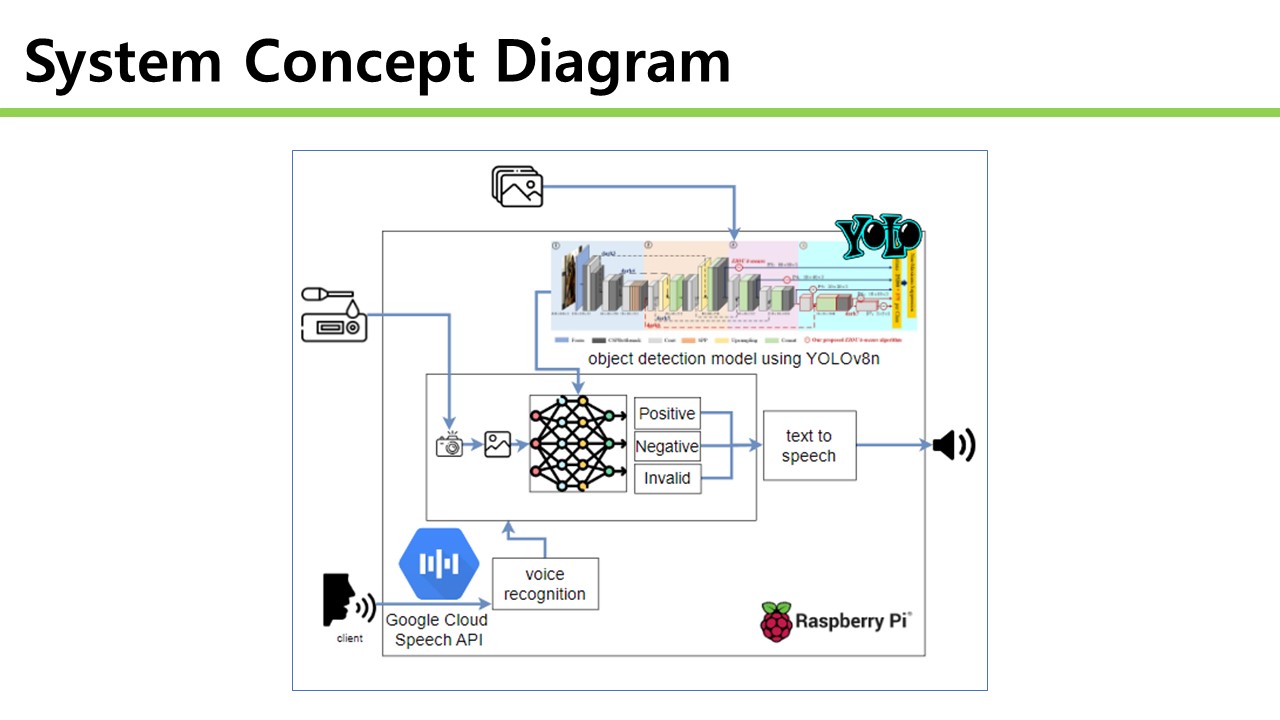 System Concept Diagram
YOLO
object detection model using YOLOv8n
Positive
Negative
Invalid
text to
speech
voice
recognition
Google Cloud
Speech API
client
Raspberry Pi